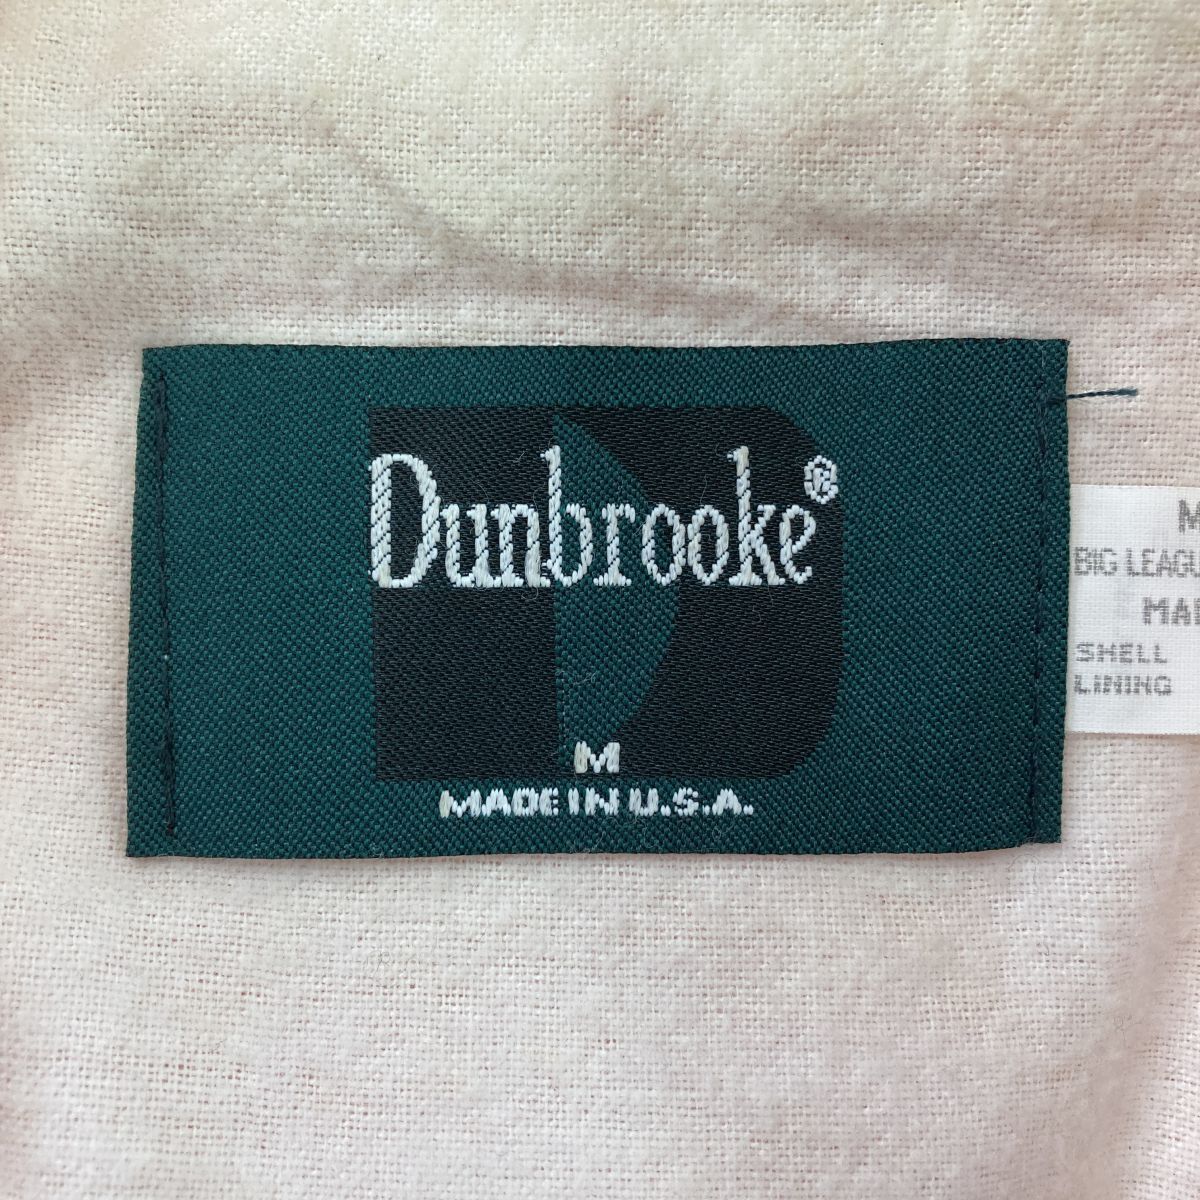 Dunbrooke®
M
MADE IN U.S.A.
M
BIG LEAGU
MA
SHELL
LINING